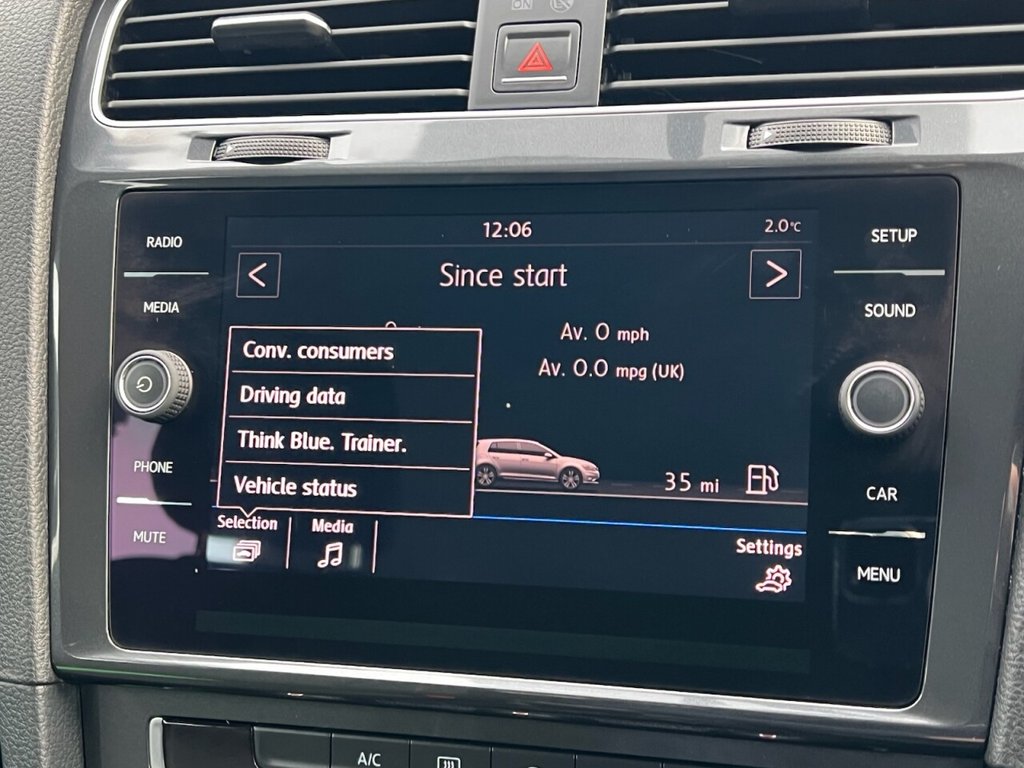 ON
RADIO
12:06
2.0°C
SETUP
<
Since start
>
MEDIA
SOUND
Av. 0 mph
Conv. consumers
Av. 0.0 mpg (UK)
Driving data
Think Blue. Trainer.
PHONE
Vehicle status
35 mi
CAR
Selection
Media
MUTE
Settings
MENU
A/C